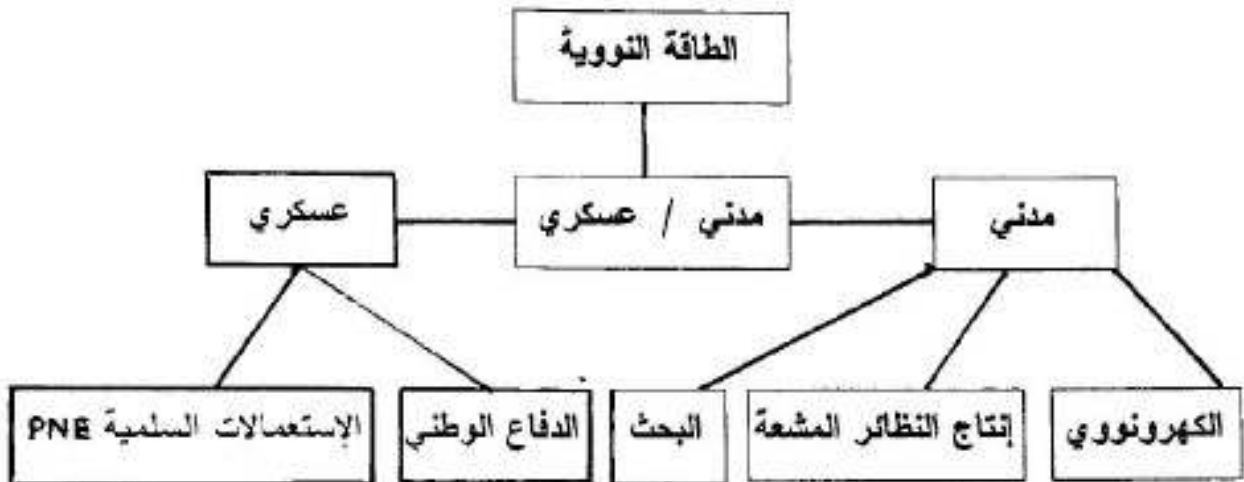 الطاقة النووية
مدني
مدني / عسكري
عسكري
الكهرونووي
إنتاج النظائر المشعة
البحث
الدفاع الوطني
الإستعمالات السلمية PNE